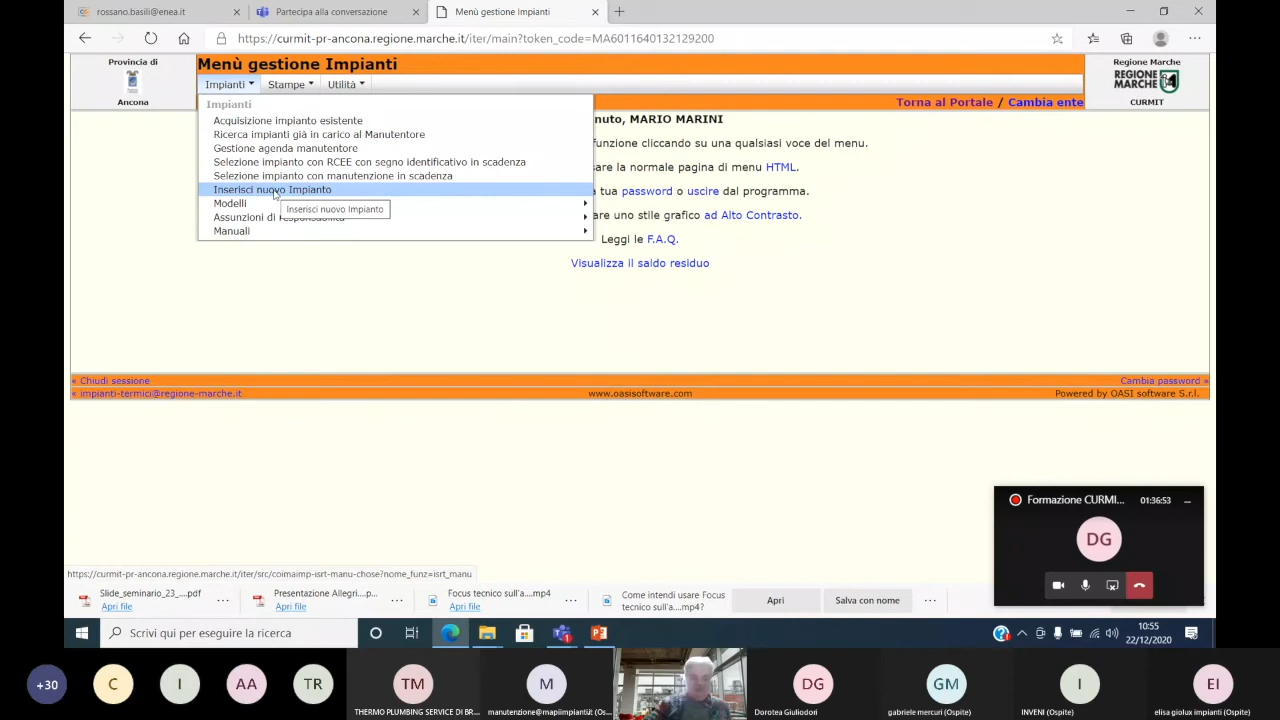 rossano.basili@enea.it
Partecipa alla conversazione
Menù gestione Impianti
https://curmit-pr-ancona.regione.marche.it/iter/main?token_code=MA6011640132129200
Provincia di
Ancona
Menù gestione Impianti
Impianti
Stampe
Utilità
Regione Marche
REGIONE
MARCHE
CURMIT
Torna al Portale / Cambia ente
Impianti
Acquisizione impianto esistente
Ricerca impianti già in carico al Manutentore
Gestione agenda manutentore
Selezione impianto con RCEE con segno identificativo in scadenza
Selezione impianto con manutenzione in scadenza
Inserisci nuovo Impianto
Modelli
Inserisci nuovo Impianto
Assunzioni di
Manuali
nuto, MARIO MARINI
funzione cliccando su una qualsiasi voce del menu.
sare la normale pagina di menu HTML.
tua password o uscire dal programma.
are uno stile grafico ad Alto Contrasto.
Leggi le F.A.Q.
Visualizza il saldo residuo
« Chiudi sessione
Cambia password »
« impianti-termici@regione-marche.it
www.oasisoftware.com
Powered by OASI software S.r.l.
Formazione CURMI...
01:36:53
DG
https://curmit-pr-ancona.regione.marche.it/iter/src/coimaimp-isrt-manu-chose?nome_funz=isrt_manu
Slide_seminario_23_....pdf
Apri file
Presentazione Allegri....p...
Apri file
Focus tecnico sull'a....mp4
Apri file
Come intendi usare Focus
tecnico sull'a....mp4?
Apri
Salva con nome
Scrivi qui per eseguire la ricerca
10:55
22/12/2020
+30
C
I
AA
TR
TM
THERMO PLUMBING SERVICE DI BR...
M
manutenzione@mapiimpianti.it (Os...
DG
Dorotea Giuliodori
GM
gabriele mercuri (Ospite)
I
INVENI (Ospite)
EI
elisa giolux impianti (Ospite)